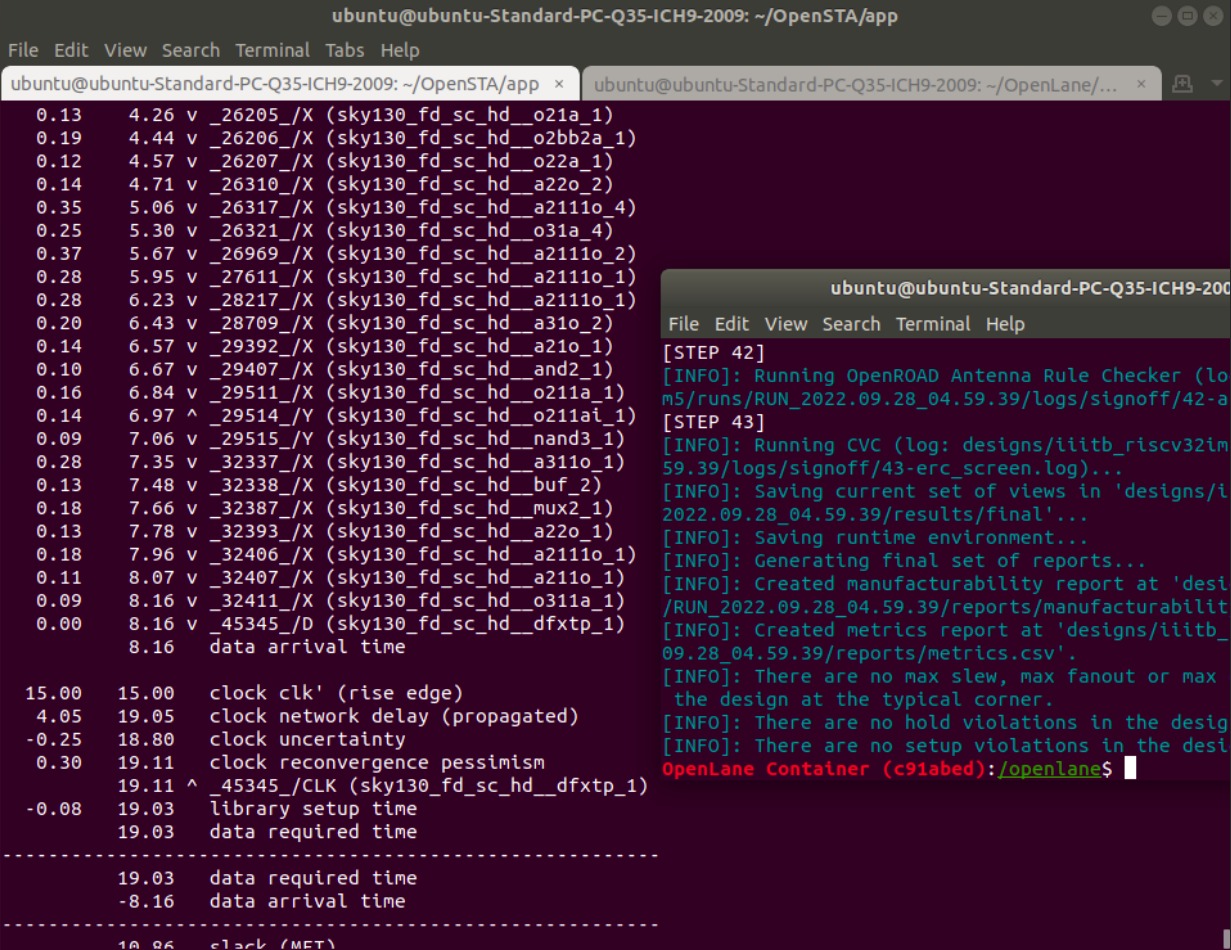 ubuntu@ubuntu-Standard-PC-Q35-ICH9-2009: ~/OpenSTA/app
File Edit View Search Terminal Tabs Help
ubuntu@ubuntu-Standard-PC-Q35-ICH9-2009: ~/OpenSTA/app × ubuntu@ubuntu-Standard-PC-Q35-ICH9-2009: ~/OpenLane/... ×
0.13 4.26 v _26205_/X (sky130_fd_sc_hd__o21a_1)
0.19 4.44 v _26206_/X (sky130_fd_sc_hd__o2bb2a_1)
0.12 4.57 v _26207_/X (sky130_fd_sc_hd__o22a_1)
0.14 4.71 v _26310_/X (sky130_fd_sc_hd__a22o_2)
0.35 5.06 v _26317_/X (sky130_fd_sc_hd__a2111o_4)
0.25 5.30 v _26321_/X (sky130_fd_sc_hd__o31a_4)
0.37 5.67 v _26969_/X (sky130_fd_sc_hd__a2111o_2)
0.28 5.95 v _27611_/X (sky130_fd_sc_hd__a2111o_1)
0.28 6.23 v _28217_/X (sky130_fd_sc_hd__a2111o_1)
0.20 6.43 v _28709_/X (sky130_fd_sc_hd__a31o_2)
0.14 6.57 v _29392_/X (sky130_fd_sc_hd__a21o_1)
0.10 6.67 v _29407_/X (sky130_fd_sc_hd__and2_1)
0.16 6.84 v _29511_/X (sky130_fd_sc_hd__o211a_1)
0.14 6.97 ^ _29514_/Y (sky130_fd_sc_hd__o211ai_1)
0.09 7.06 v _29515_/Y (sky130_fd_sc_hd__nand3_1)
0.28 7.35 v _32337_/X (sky130_fd_sc_hd__a311o_1)
0.13 7.48 v _32338_/X (sky130_fd_sc_hd__buf_2)
0.18 7.66 v _32387_/X (sky130_fd_sc_hd__mux2_1)
0.13 7.78 v _32393_/X (sky130_fd_sc_hd__a22o_1)
0.18 7.96 v _32406_/X (sky130_fd_sc_hd__a2111o_1)
0.11 8.07 v _32407_/X (sky130_fd_sc_hd__a211o_1)
0.09 8.16 v _32411_/X (sky130_fd_sc_hd__o311a_1)
0.00 8.16 v _45345_/D (sky130_fd_sc_hd__dfxtp_1)
8.16 data arrival time
15.00 15.00 clock clk' (rise edge)
4.05 19.05 clock network delay (propagated)
-0.25 18.80 clock uncertainty
0.30 19.11 clock reconvergence pessimism
19.11 ^ _45345_/CLK (sky130_fd_sc_hd__dfxtp_1)
-0.08 19.03 library setup time
19.03 data required time
---------------------------------------------------------
19.03 data required time
-8.16 data arrival time
---------------------------------------------------------
10.86 slack (MET)
ubuntu@ubuntu-Standard-PC-Q35-ICH9-200
File Edit View Search Terminal Help
[STEP 42]
[INFO]: Running OpenROAD Antenna Rule Checker (lo
m5/runs/RUN_2022.09.28_04.59.39/logs/signoff/42-a
[STEP 43]
[INFO]: Running CVC (log: designs/iiitb_riscv32im
59.39/logs/signoff/43-erc_screen.log)...
[INFO]: Saving current set of views in 'designs/i
2022.09.28_04.59.39/results/final'...
[INFO]: Saving runtime environment...
[INFO]: Generating final set of reports...
[INFO]: Created manufacturability report at 'desi
/RUN_2022.09.28_04.59.39/reports/manufacturabilit
[INFO]: Created metrics report at 'designs/iiitb_
09.28_04.59.39/reports/metrics.csv'.
[INFO]: There are no max slew, max fanout or max
the design at the typical corner.
[INFO]: There are no hold violations in the desig
[INFO]: There are no setup violations in the desi
OpenLane Container (c91abed):/openlane$